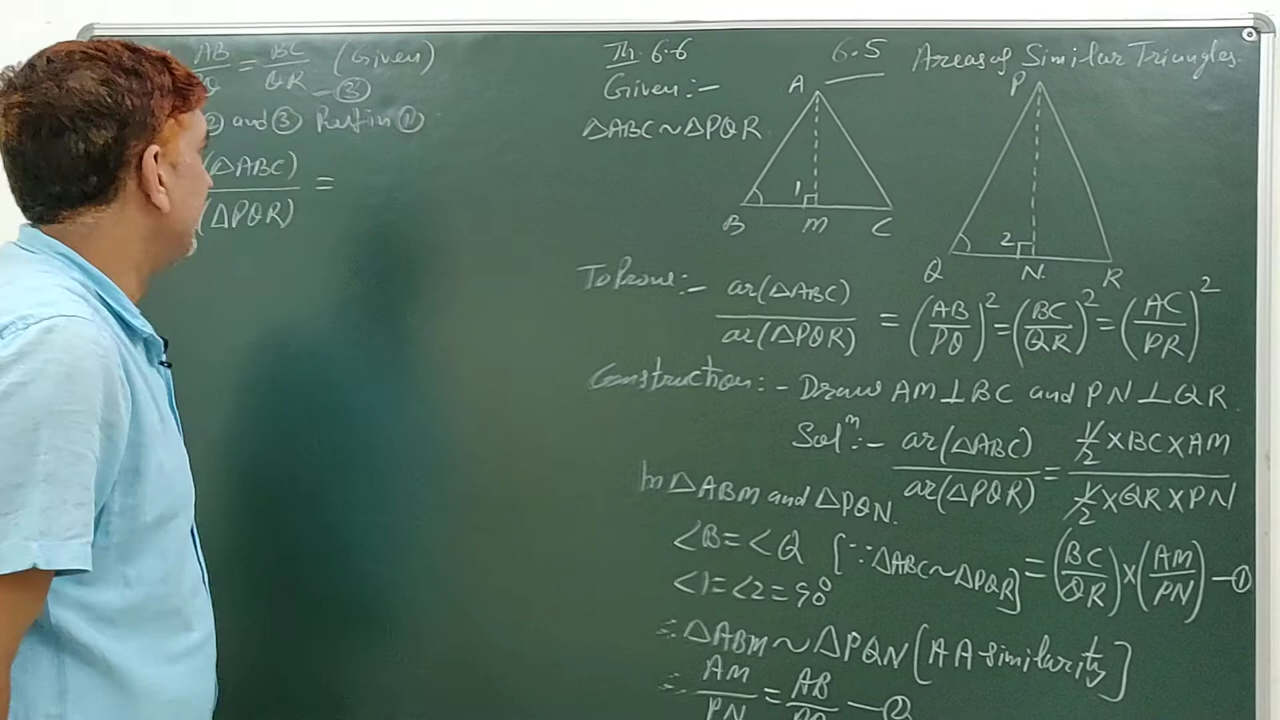 AB/PQ = BC/QR (Given)
— ③
② and ③ Put in ①
(△ABC)/(△PQR) =
Th. 6.6
6.5 Areas of Similar Triangles.
Given:-
△ABC ~ △PQR
A
B 1 M C
P
Q 2 N R
To Prove:- ar(△ABC)/ar(△PQR) = (AB/PQ)² = (BC/QR)² = (AC/PR)²
Construction:- Draw AM⊥BC and PN⊥QR.
Solⁿ:- ar(△ABC)/ar(△PQR) = (1/2 × BC × AM)/(1/2 × QR × PN)
In △ABM and △PQN.
∠B = ∠Q [∵ △ABC ~ △PQR]
= (BC/QR) × (AM/PN) — ①
∠1 = ∠2 = 90°
∴ △ABM ~ △PQN [AA similarity]
∴ AM/PN = AB/PQ — ②